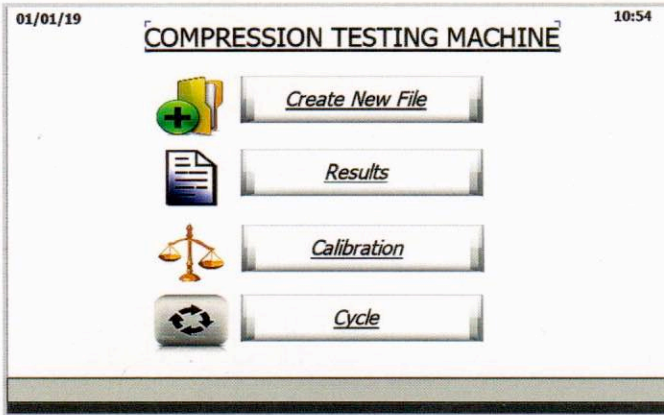 01/01/19
10:54
COMPRESSION TESTING MACHINE
Create New File
Results
Calibration
Cycle